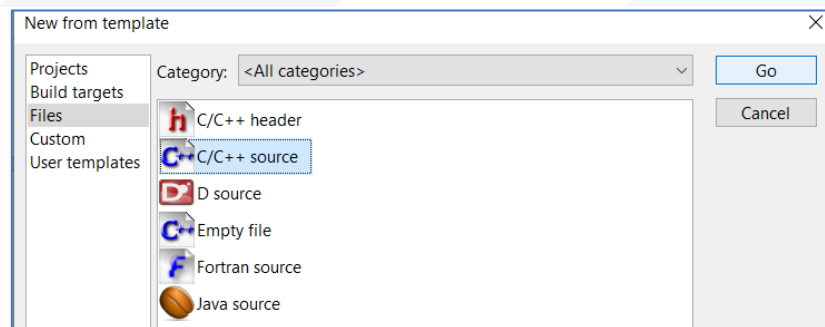 New from template
Projects
Build targets
Files
Custom
User templates
Category: <All categories>
Go
Cancel
C/C++ header
C/C++ source
D source
Empty file
Fortran source
Java source